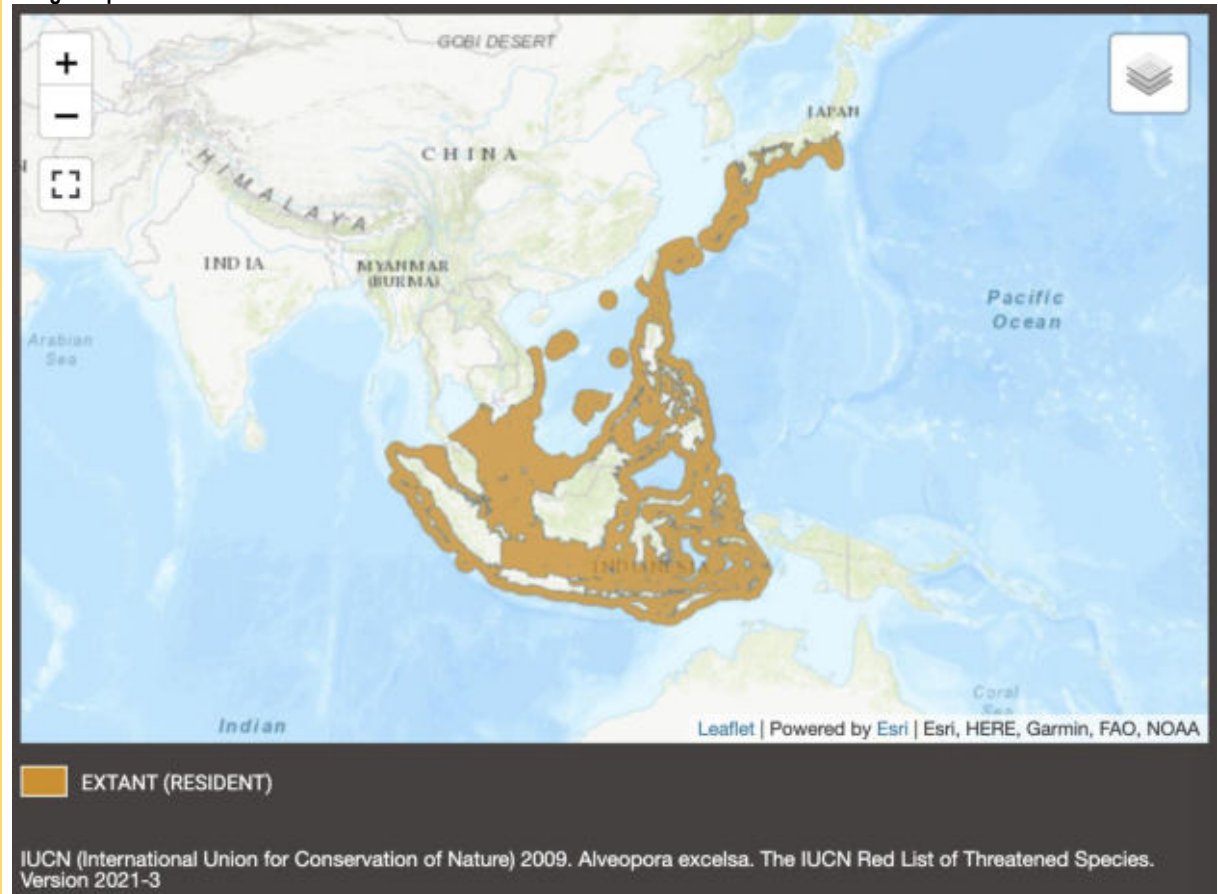 GOBI DESERT
JAPAN
CHINA
HIMALAYA
INDIA
MYANMAR
(BURMA)
Pacific
Ocean
Arabian
Sea
INDONESIA
Coral
Sea
Indian
Leaflet | Powered by Esri | Esri, HERE, Garmin, FAO, NOAA
EXTANT (RESIDENT)
IUCN (International Union for Conservation of Nature) 2009. Alveopora excelsa. The IUCN Red List of Threatened Species.
Version 2021-3